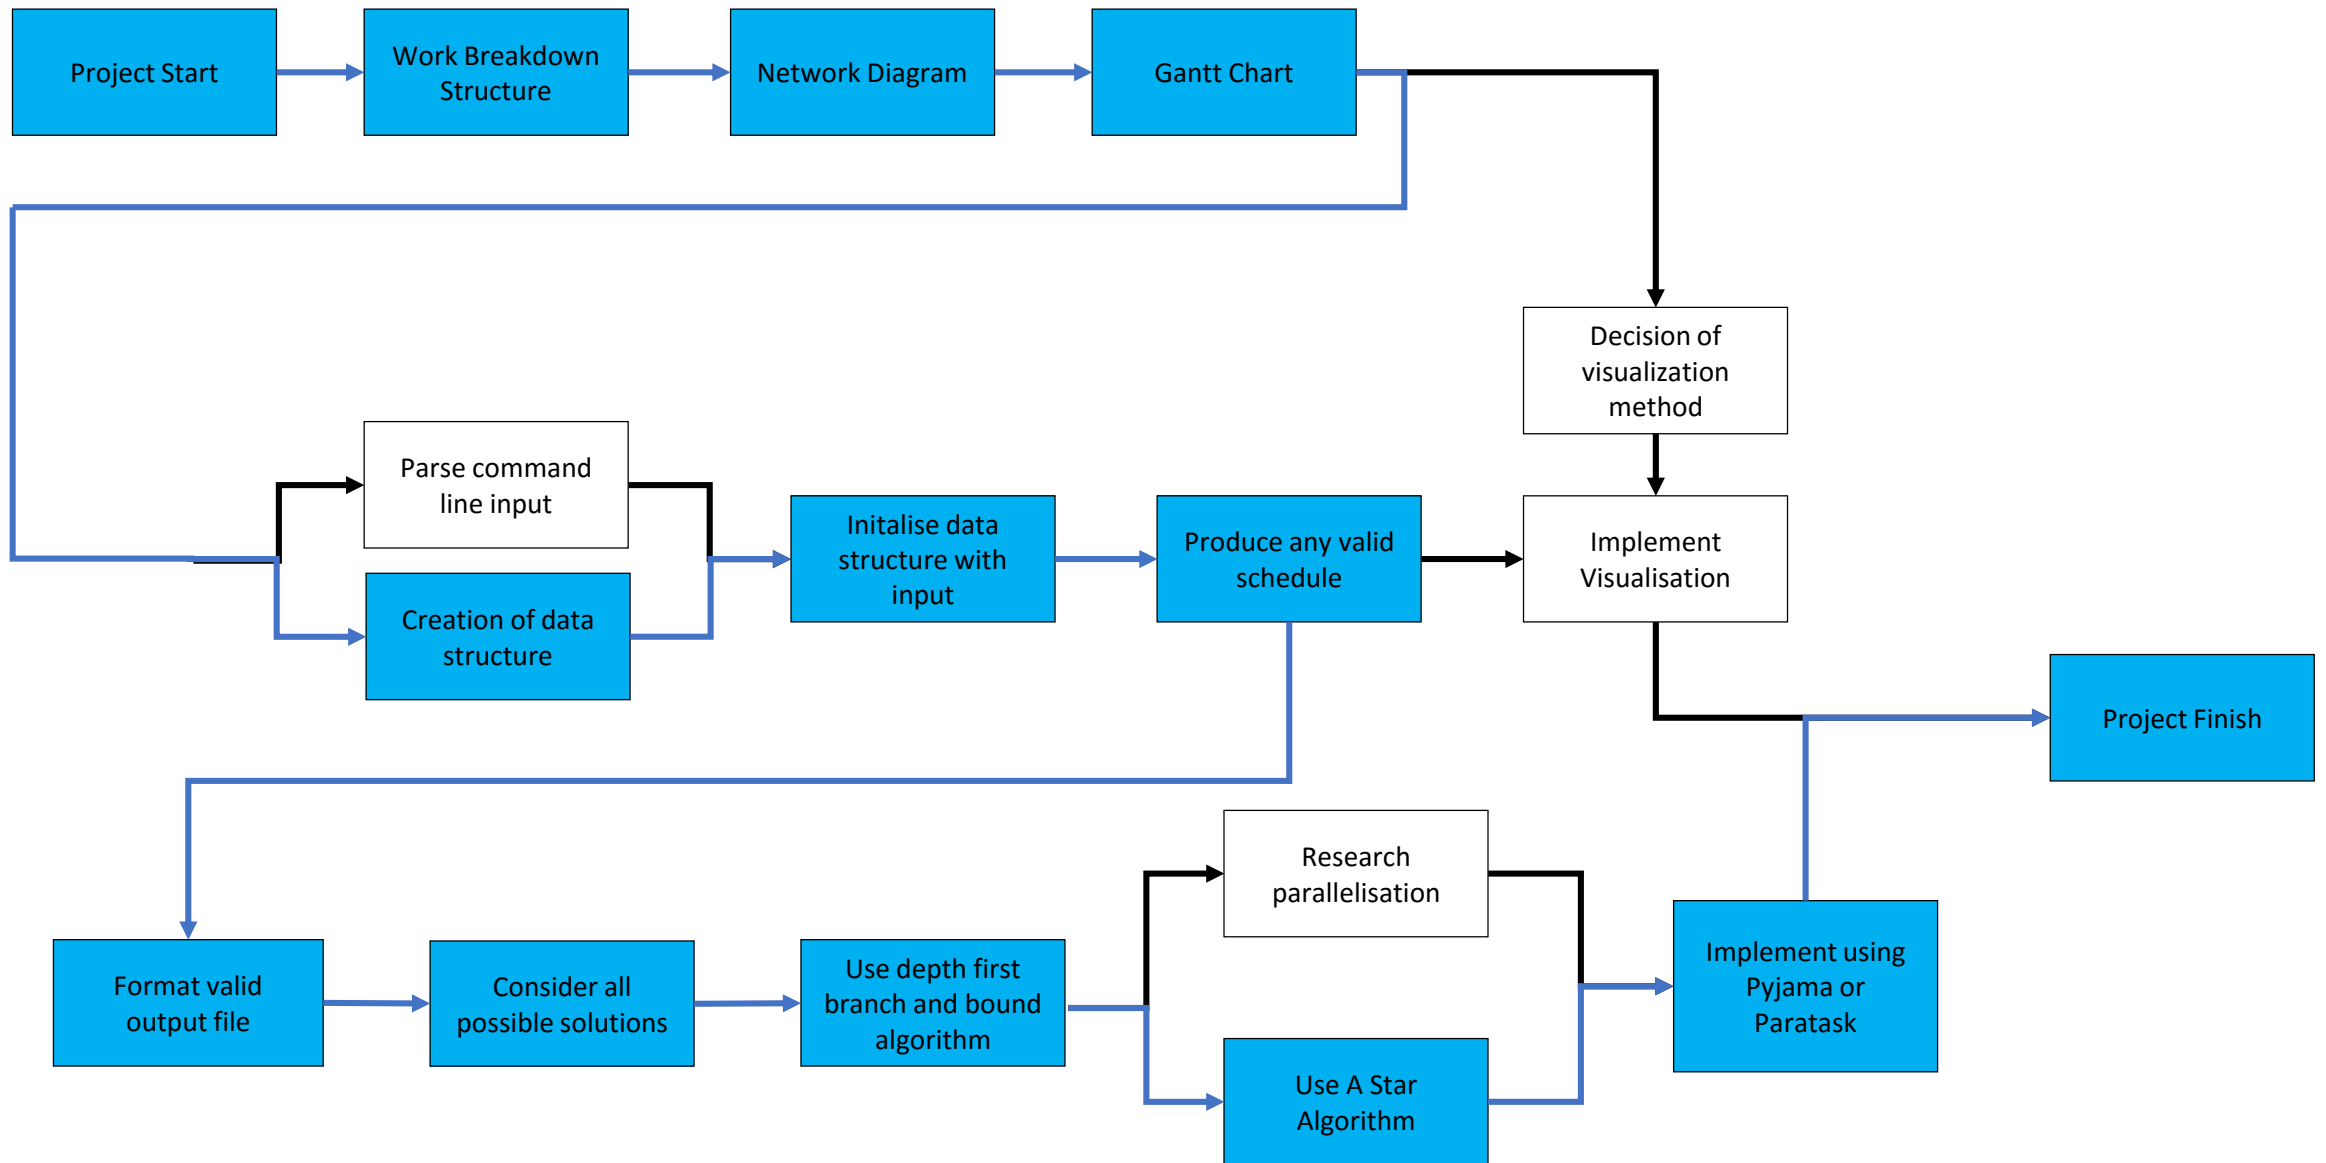 Project Start
Work Breakdown
Structure
Network Diagram
Gantt Chart
Decision of
visualization
method
Parse command
line input
Creation of data
structure
Initalise data
structure with
input
Produce any valid
schedule
Implement
Visualisation
Project Finish
Format valid
output file
Consider all
possible solutions
Use depth first
branch and bound
algorithm
Research
parallelisation
Use A Star
Algorithm
Implement using
Pyjama or
Paratask